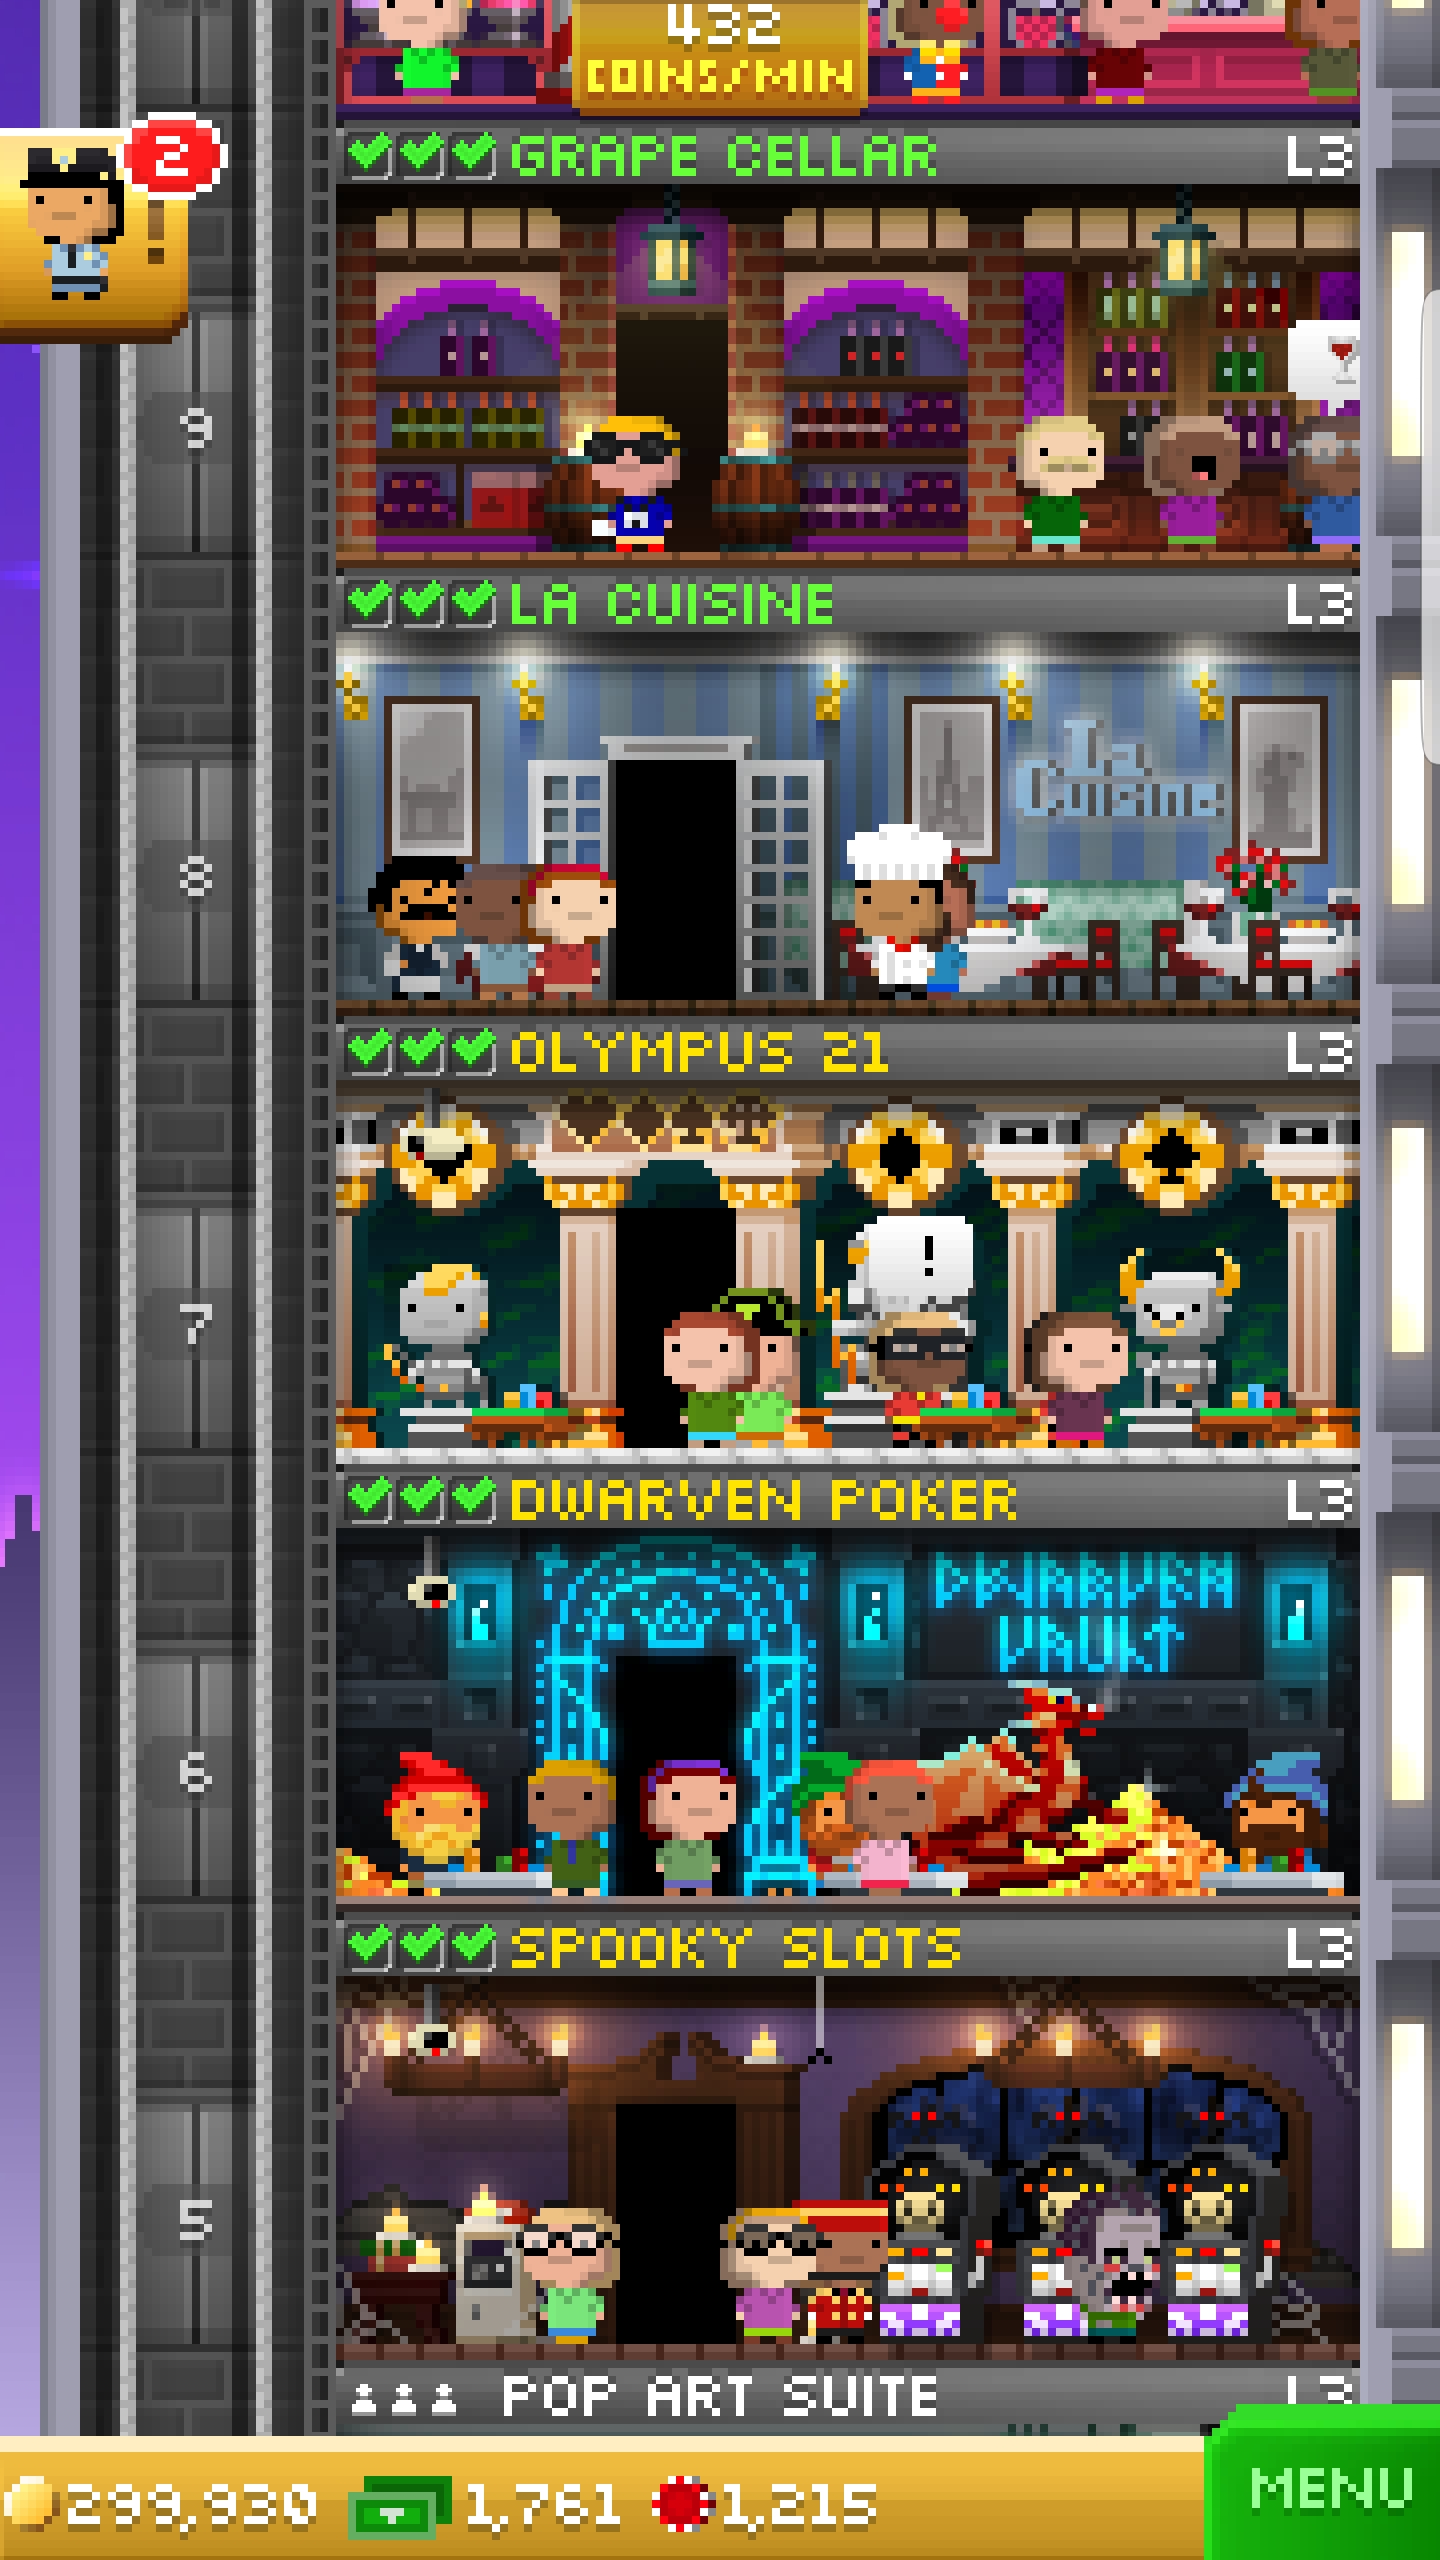 432
COINS/MIN
2
!
GRAPE CELLAR L3
9
LA CUISINE L3
La
Cuisine
8
OLYMPUS 21 L3
!
7
DWARVEN POKER L3
DWARVEN
VAULT
6
SPOOKY SLOTS L3
5
POP ART SUITE L3
299,930 1,761 1,215
MENU